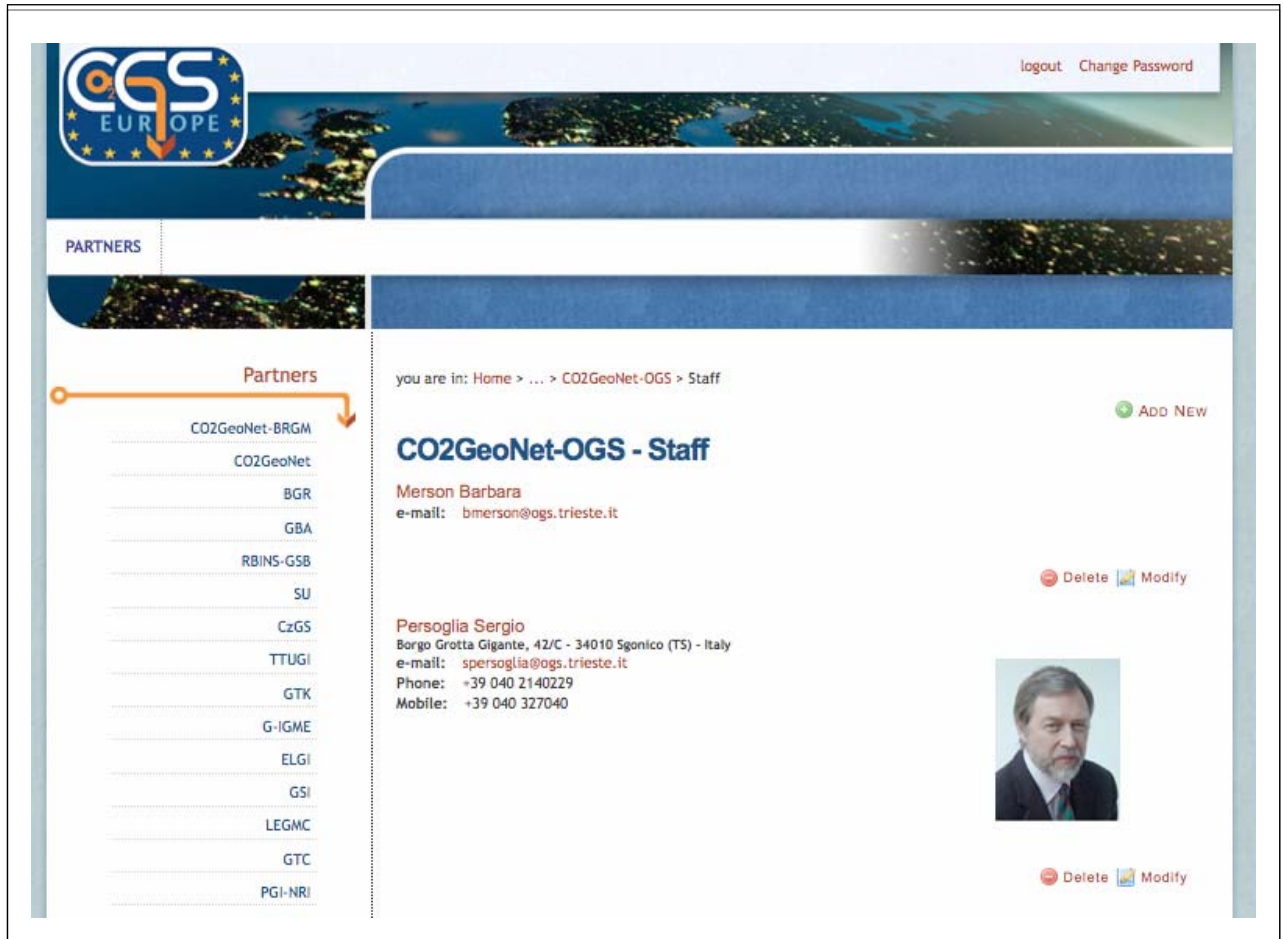 logout Change Password
CO2GS
EUROPE
PARTNERS
Partners
CO2GeoNet-BRGM
CO2GeoNet
BGR
GBA
RBINS-GSB
SU
CzGS
TTUGI
GTK
G-IGME
ELGI
GSI
LEGMC
GTC
PGI-NRI
you are in: Home > ... > CO2GeoNet-OGS > Staff
ADD NEW
CO2GeoNet-OGS - Staff
Merson Barbara
e-mail: bmerson@ogs.trieste.it
Delete Modify
Persoglia Sergio
Borgo Grotta Gigante, 42/C - 34010 Sgonico (TS) - Italy
e-mail: spersoglia@ogs.trieste.it
Phone: +39 040 2140229
Mobile: +39 040 327040
Delete Modify